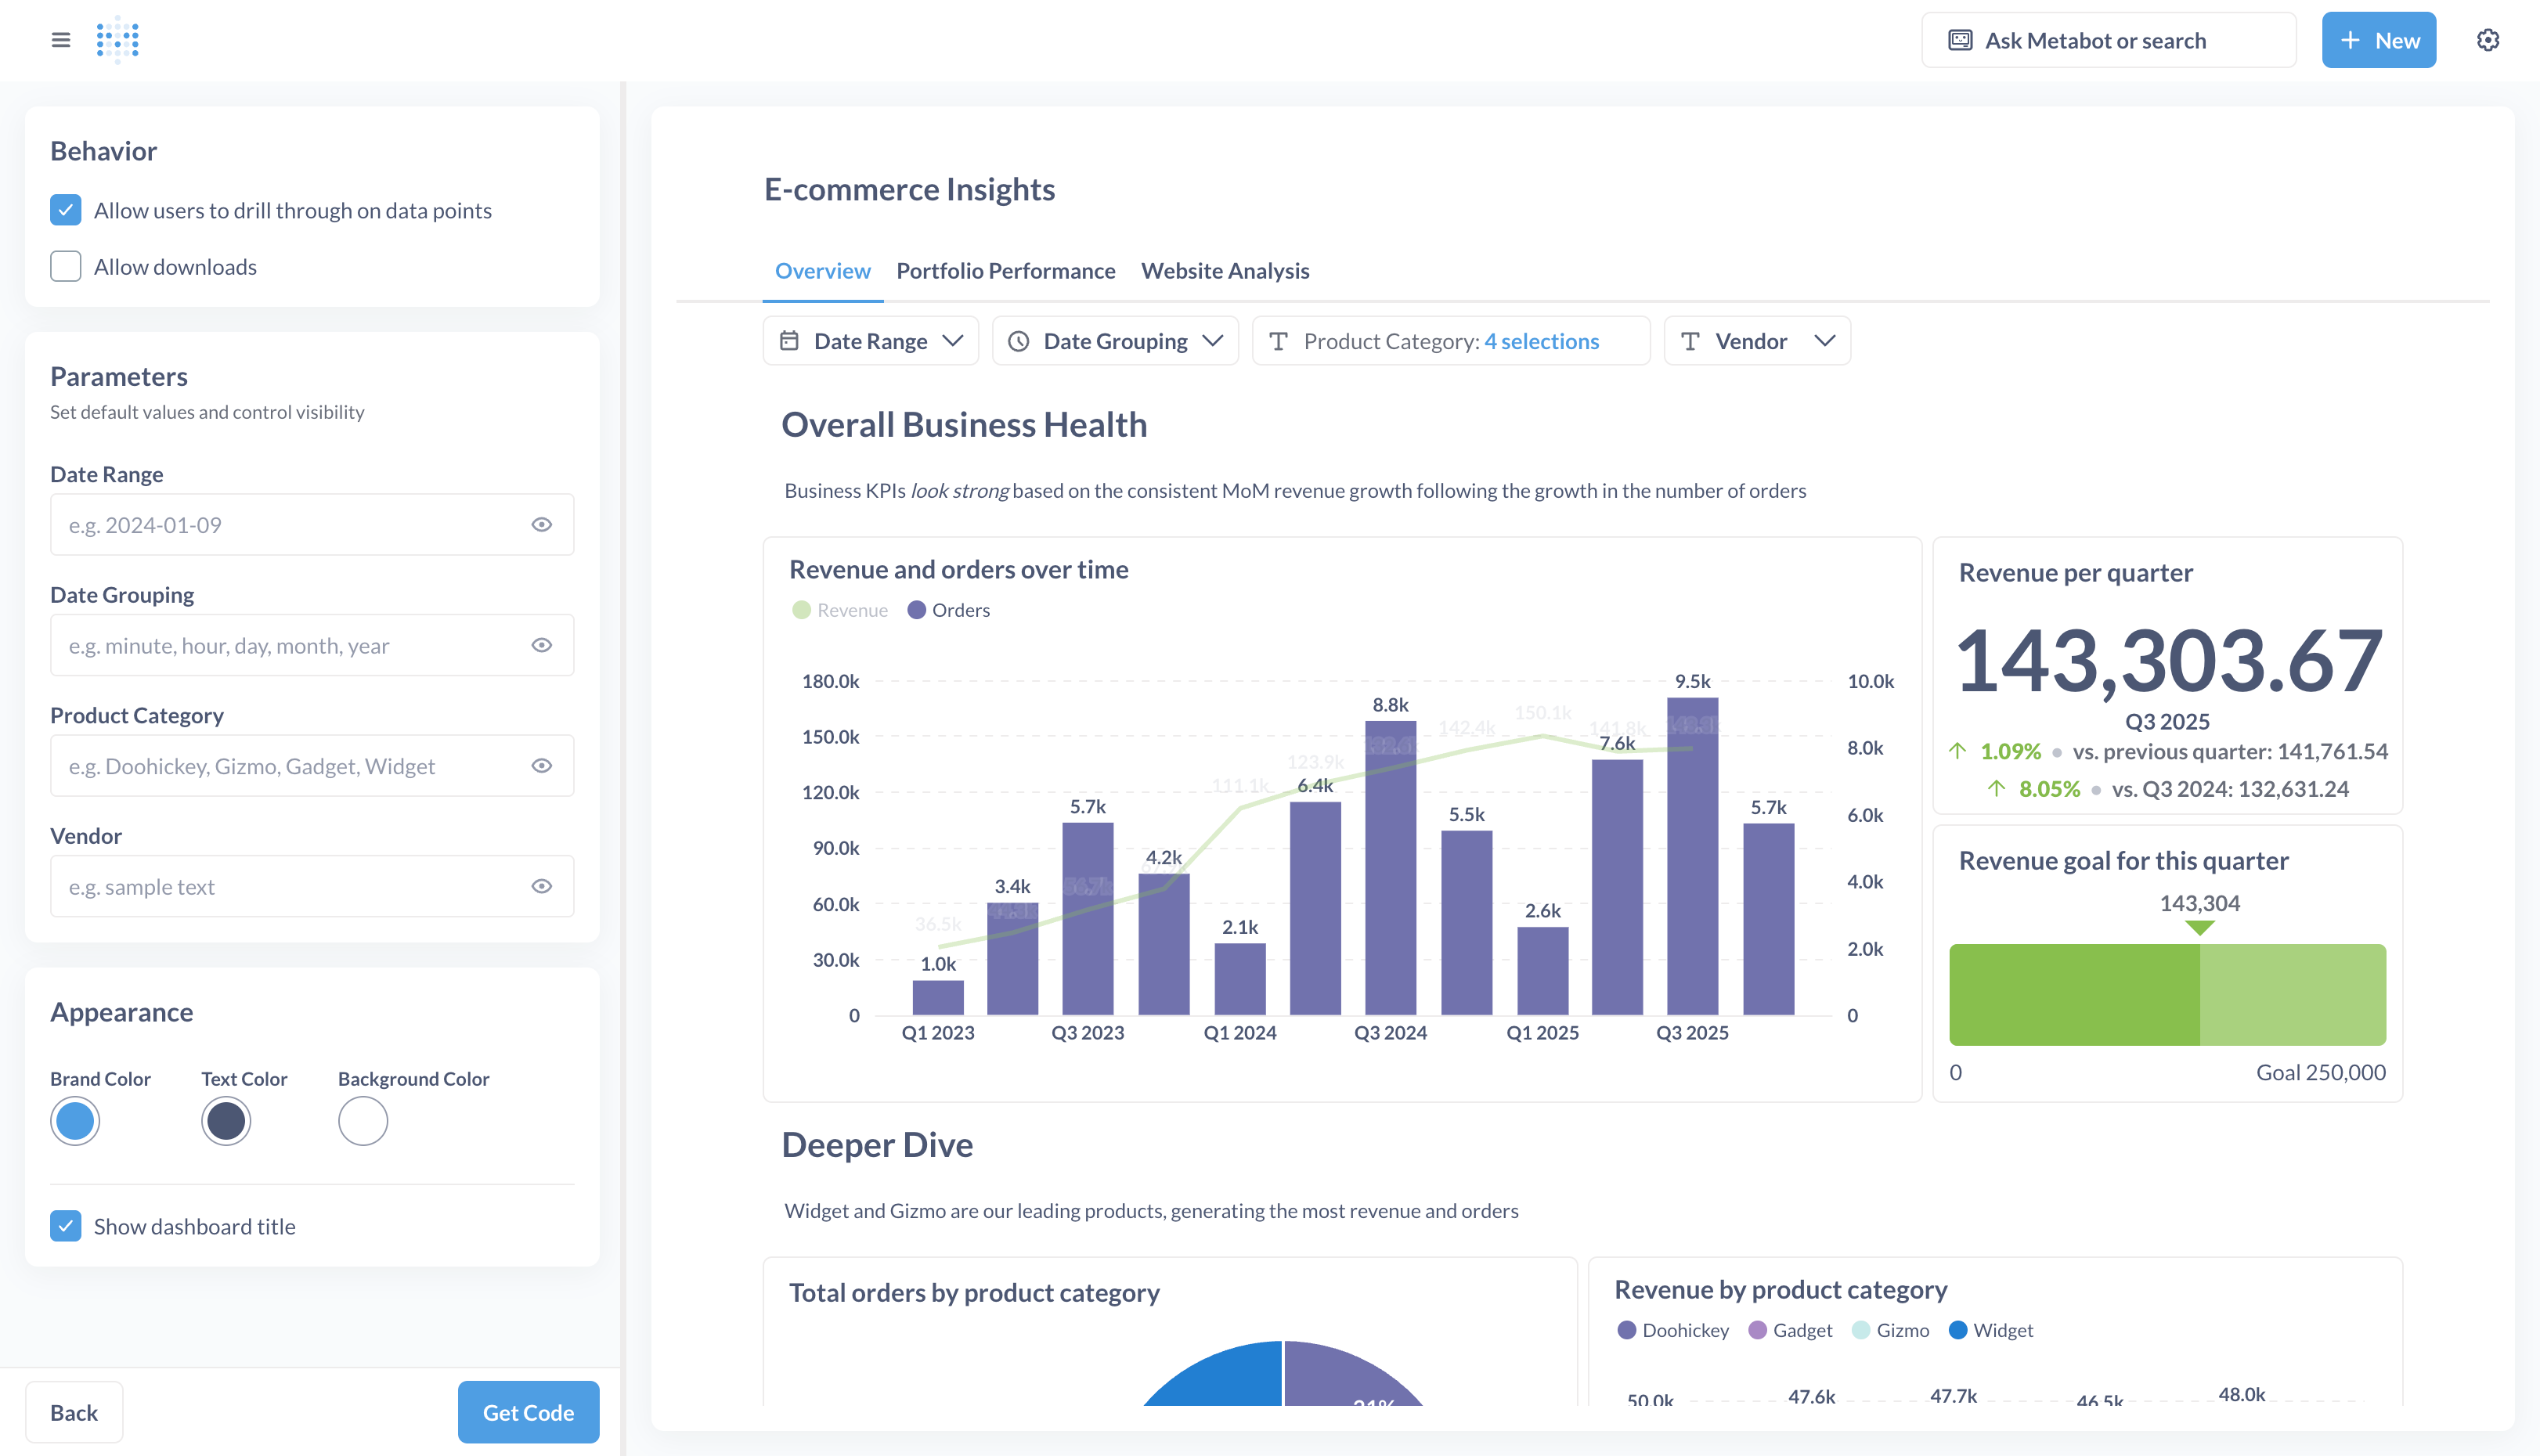 Ask Metabot or search
New
Behavior
Allow users to drill through on data points
Allow downloads
Parameters
Set default values and control visibility
Date Range
e.g. 2024-01-09
Date Grouping
e.g. minute, hour, day, month, year
Product Category
e.g. Doohickey, Gizmo, Gadget, Widget
Vendor
e.g. sample text
Appearance
Brand Color Text Color Background Color
Show dashboard title
Back Get Code
E-commerce Insights
Overview Portfolio Performance Website Analysis
Date Range Date Grouping Product Category: 4 selections Vendor
Overall Business Health
Business KPIs look strong based on the consistent MoM revenue growth following the growth in the number of orders
Revenue and orders over time
Revenue Orders
180.0k
150.0k
120.0k
90.0k
60.0k
30.0k
0
10.0k
8.0k
6.0k
4.0k
2.0k
0
36.5k
111.1k
123.9k
142.4k
150.1k
141.8k
1.0k
3.4k
5.7k
4.2k
2.1k
6.4k
8.8k
5.5k
2.6k
7.6k
9.5k
5.7k
Q1 2023 Q3 2023 Q1 2024 Q3 2024 Q1 2025 Q3 2025
Revenue per quarter
143,303.67
Q3 2025
1.09% vs. previous quarter: 141,761.54
8.05% vs. Q3 2024: 132,631.24
Revenue goal for this quarter
143,304
0 Goal 250,000
Deeper Dive
Widget and Gizmo are our leading products, generating the most revenue and orders
Total orders by product category
21%
Revenue by product category
Doohickey Gadget Gizmo Widget
50.0k
47.6k
47.7k
46.5k
48.0k